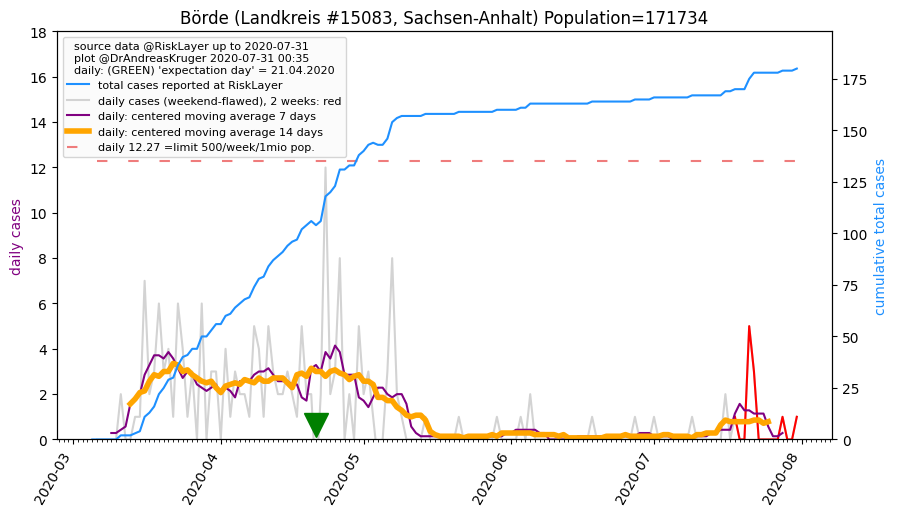 Börde (Landkreis #15083, Sachsen-Anhalt) Population=171734
source data @RiskLayer up to 2020-07-31
plot @DrAndreasKruger 2020-07-31 00:35
daily: (GREEN) 'expectation day' = 21.04.2020
total cases reported at RiskLayer
daily cases (weekend-flawed), 2 weeks: red
daily: centered moving average 7 days
daily: centered moving average 14 days
daily 12.27 =limit 500/week/1mio pop.
daily cases
18
16
14
12
10
8
6
4
2
0
cumulative total cases
175
150
125
100
75
50
25
0
2020-03
2020-04
2020-05
2020-06
2020-07
2020-08